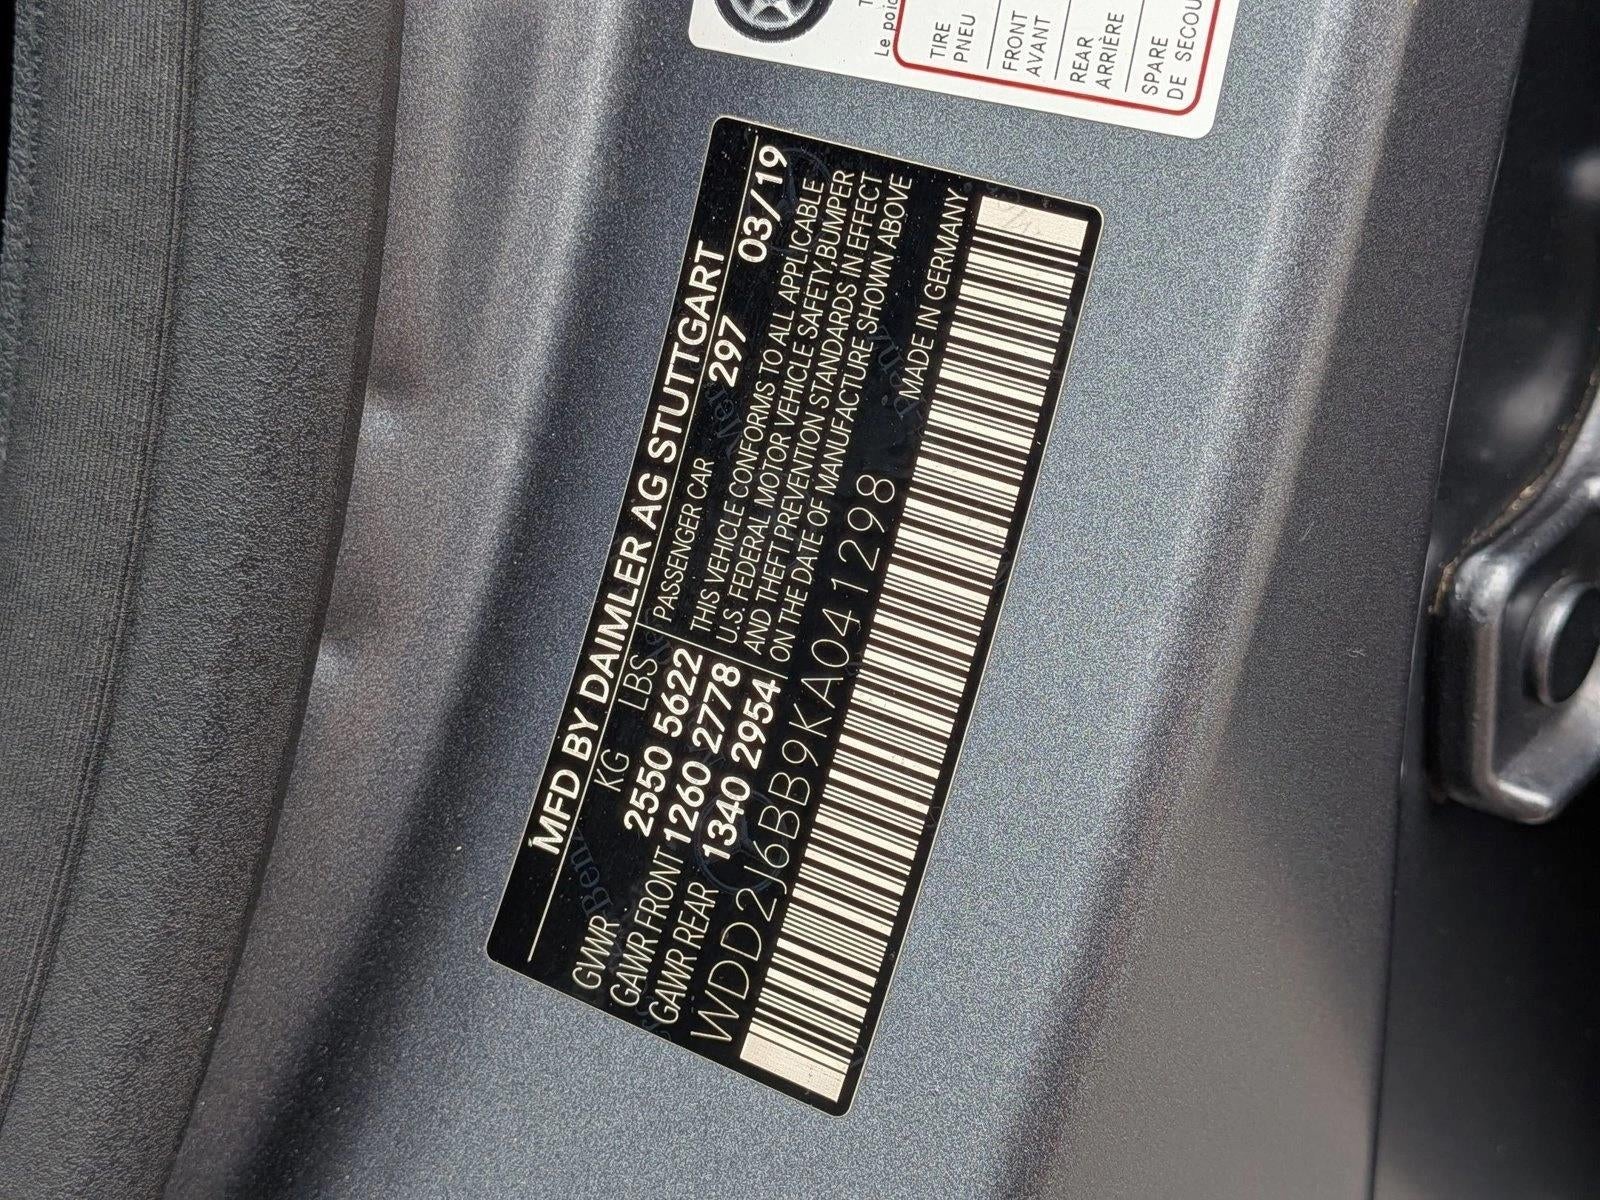 Le poid
TIRE
PNEU
FRONT
AVANT
REAR
ARRIÈRE
SPARE
DE SECOU
MFD BY DAIMLER AG STUTTGART
KG LBS PASSENGER CAR 297 03/19
GVWR 2550 5622
GAWR FRONT 1260 2778
GAWR REAR 1340 2954
THIS VEHICLE CONFORMS TO ALL APPLICABLE
U.S. FEDERAL MOTOR VEHICLE SAFETY, BUMPER
AND THEFT PREVENTION STANDARDS IN EFFECT
ON THE DATE OF MANUFACTURE SHOWN ABOVE
WDD2J6BB9KA041298 MADE IN GERMANY